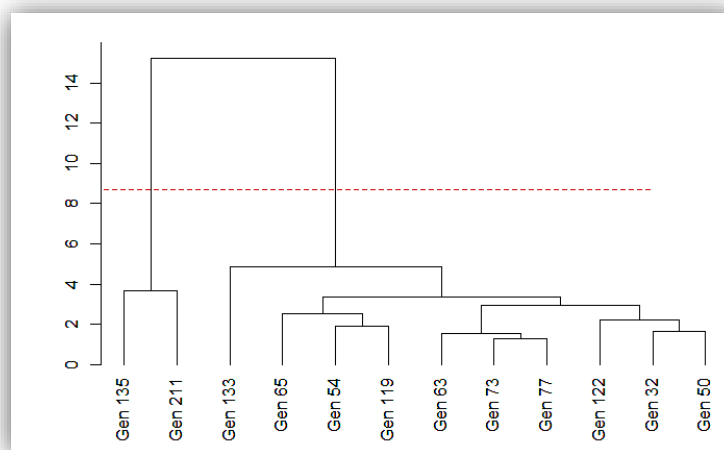 14
12
10
8
6
4
2
0
Gen 135
Gen 211
Gen 133
Gen 65
Gen 54
Gen 119
Gen 63
Gen 73
Gen 77
Gen 122
Gen 32
Gen 50